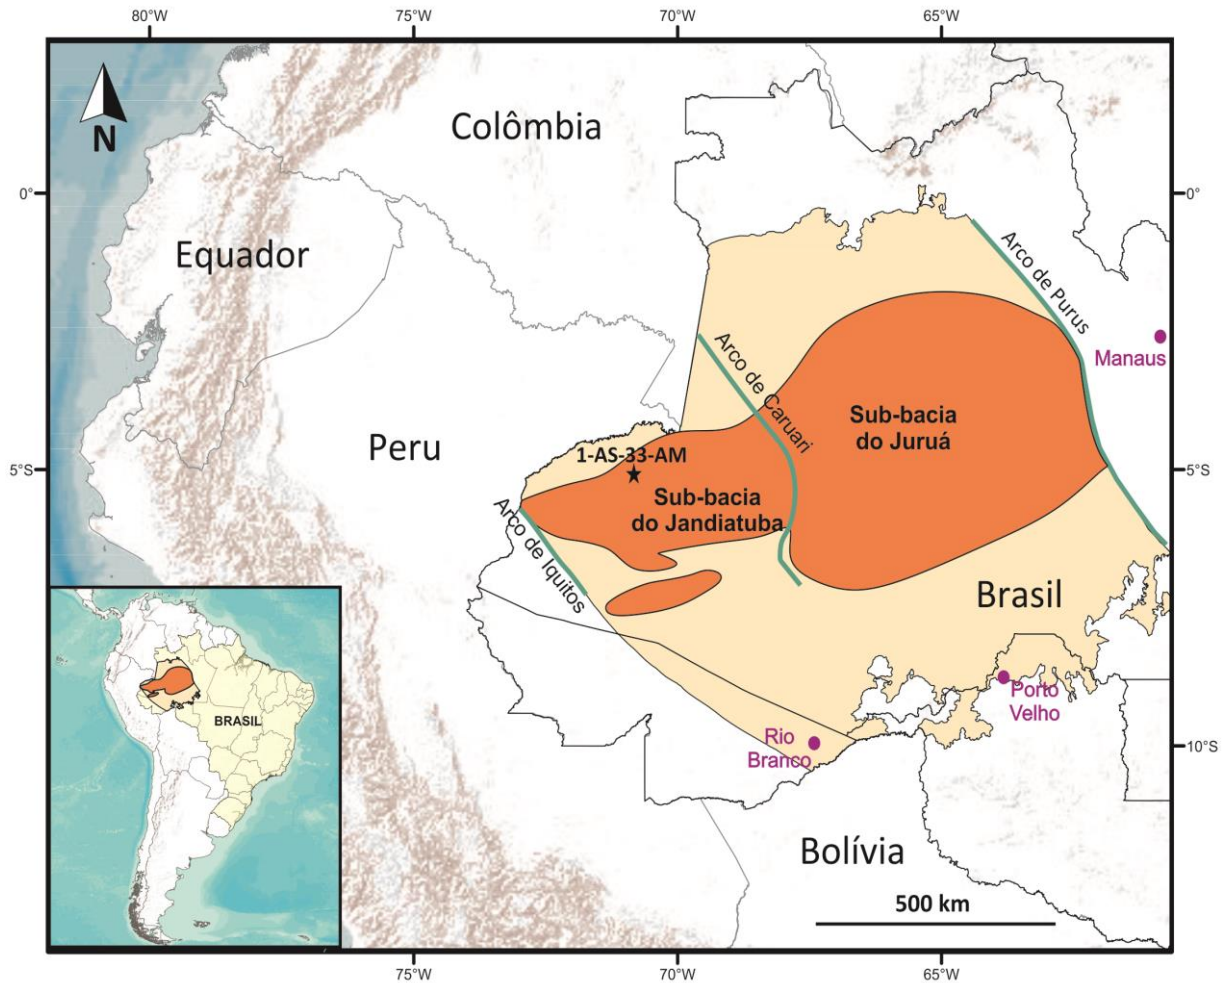 80°W
75°W
70°W
65°W
N
Colômbia
0°
0°
Equador
Arco de Purus
Manaus
Arco de Caruari
Sub-bacia
do Juruá
Peru
1-AS-33-AM
5°S
5°S
Sub-bacia
do Jandiatuba
Arco de Iquitos
Brasil
Porto
Velho
BRASIL
Rio
Branco
10°S
Bolívia
500 km
75°W
70°W
65°W